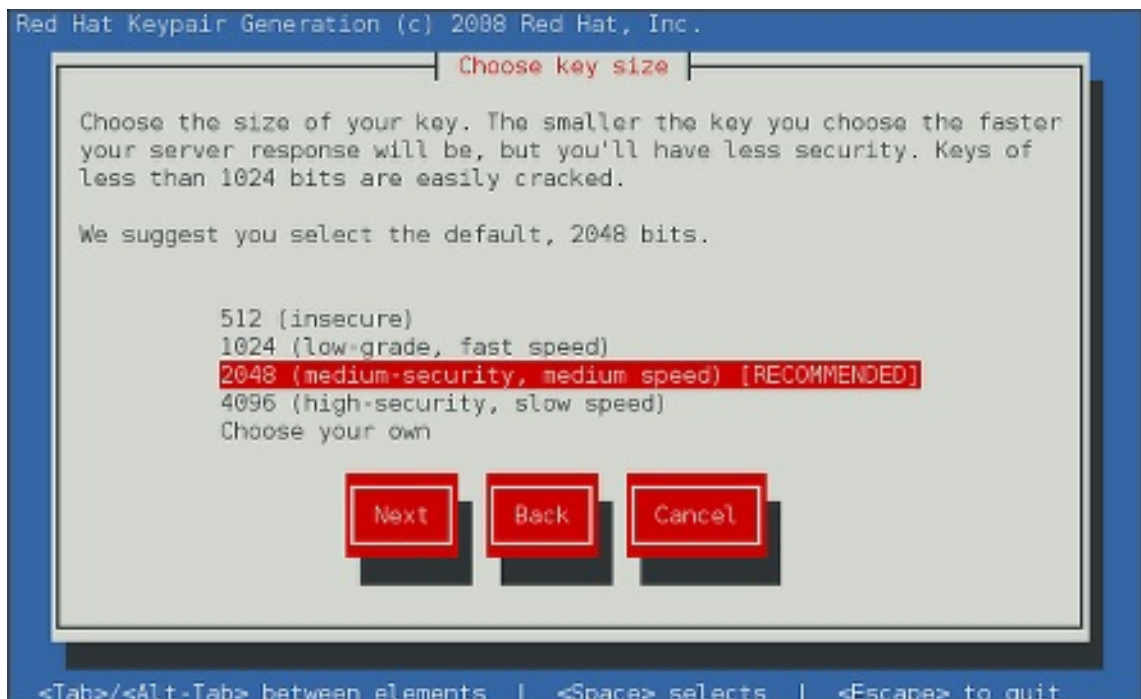 Red Hat Keypair Generation (c) 2008 Red Hat, Inc.
Choose key size
Choose the size of your key. The smaller the key you choose the faster
your server response will be, but you'll have less security. Keys of
less than 1024 bits are easily cracked.
We suggest you select the default, 2048 bits.
512 (insecure)
1024 (low-grade, fast speed)
2048 (medium-security, medium speed) [RECOMMENDED]
4096 (high-security, slow speed)
Choose your own
Next Back Cancel
<Tab>/<Alt-Tab> between elements | <Space> selects | <Escape> to quit